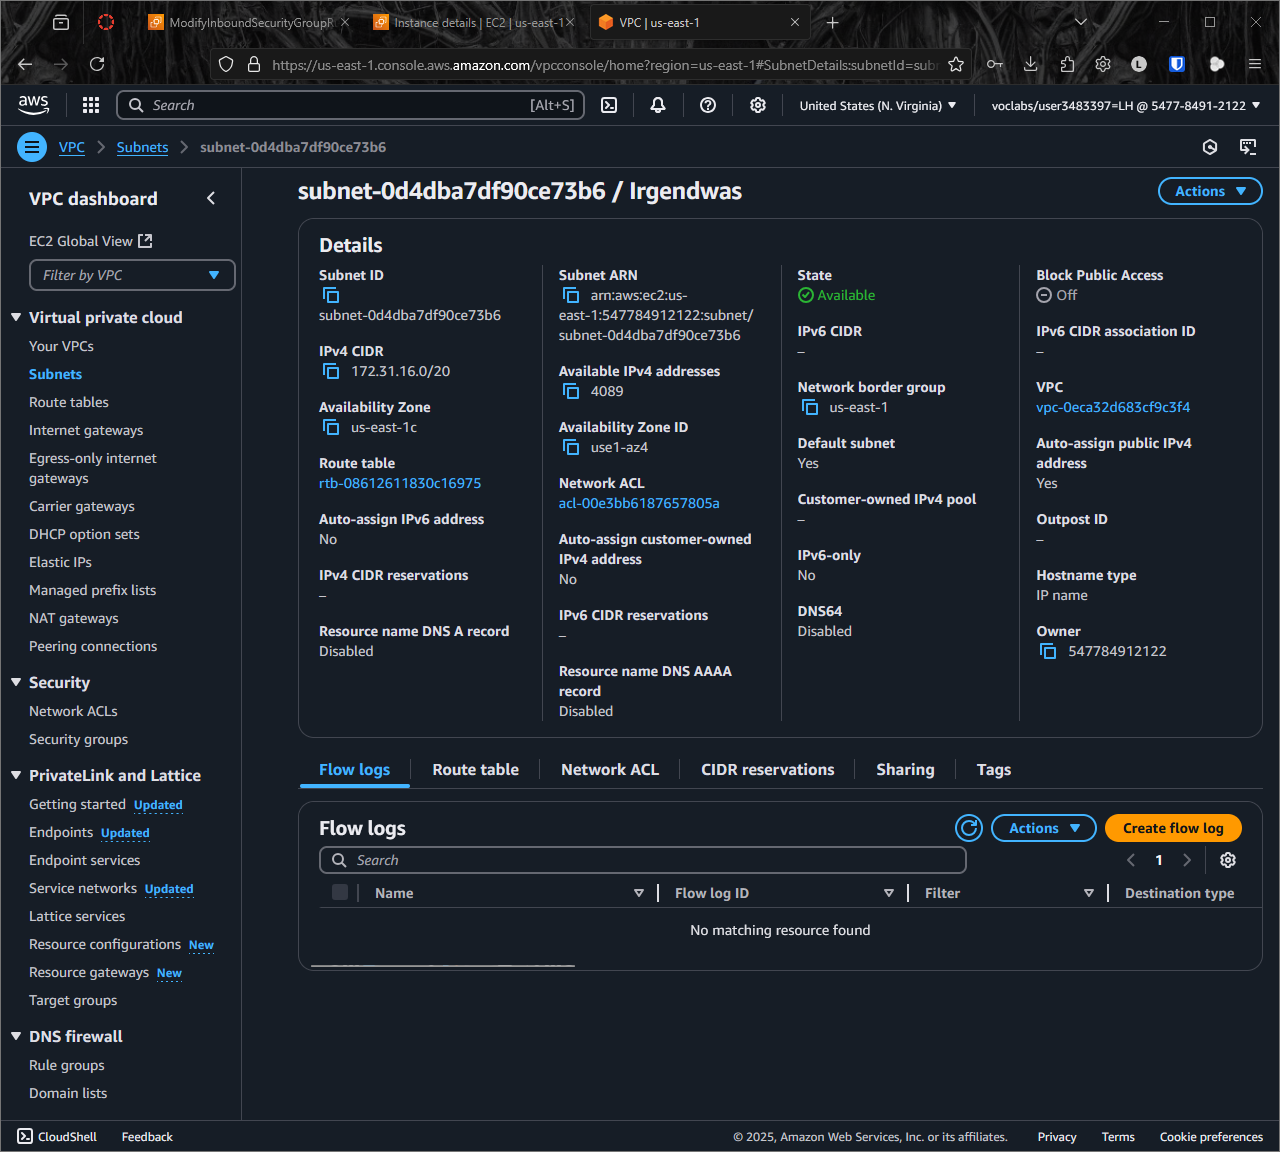 ModifyInboundSecurityGroupR
Instance details | EC2 | us-east-1
VPC | us-east-1
https://us-east-1.console.aws.amazon.com/vpcconsole/home?region=us-east-1#SubnetDetails:subnetId=sub
aws
Search [Alt+S]
United States (N. Virginia)
voclabs/user3483397=LH @ 5477-8491-2122
VPC
Subnets
subnet-0d4dba7df90ce73b6
VPC dashboard
EC2 Global View
Filter by VPC
Virtual private cloud
Your VPCs
Subnets
Route tables
Internet gateways
Egress-only internet
gateways
Carrier gateways
DHCP option sets
Elastic IPs
Managed prefix lists
NAT gateways
Peering connections
Security
Network ACLs
Security groups
PrivateLink and Lattice
Getting started Updated
Endpoints Updated
Endpoint services
Service networks Updated
Lattice services
Resource configurations New
Resource gateways New
Target groups
DNS firewall
Rule groups
Domain lists
subnet-0d4dba7df90ce73b6 / Irgendwas
Actions
Details
Subnet ID
subnet-0d4dba7df90ce73b6
IPv4 CIDR
172.31.16.0/20
Availability Zone
us-east-1c
Route table
rtb-08612611830c16975
Auto-assign IPv6 address
No
IPv4 CIDR reservations
–
Resource name DNS A record
Disabled
Subnet ARN
arn:aws:ec2:us-
east-1:547784912122:subnet/
subnet-0d4dba7df90ce73b6
Available IPv4 addresses
4089
Availability Zone ID
use1-az4
Network ACL
acl-00e3bb6187657805a
Auto-assign customer-owned
IPv4 address
No
IPv6 CIDR reservations
–
Resource name DNS AAAA
record
Disabled
State
Available
IPv6 CIDR
–
Network border group
us-east-1
Default subnet
Yes
Customer-owned IPv4 pool
–
IPv6-only
No
DNS64
Disabled
Block Public Access
Off
IPv6 CIDR association ID
–
VPC
vpc-0eca32d683cf9c3f4
Auto-assign public IPv4
address
Yes
Outpost ID
–
Hostname type
IP name
Owner
547784912122
Flow logs
Route table
Network ACL
CIDR reservations
Sharing
Tags
Flow logs
Actions
Create flow log
Search
1
Name
Flow log ID
Filter
Destination type
No matching resource found
CloudShell
Feedback
© 2025, Amazon Web Services, Inc. or its affiliates.
Privacy
Terms
Cookie preferences